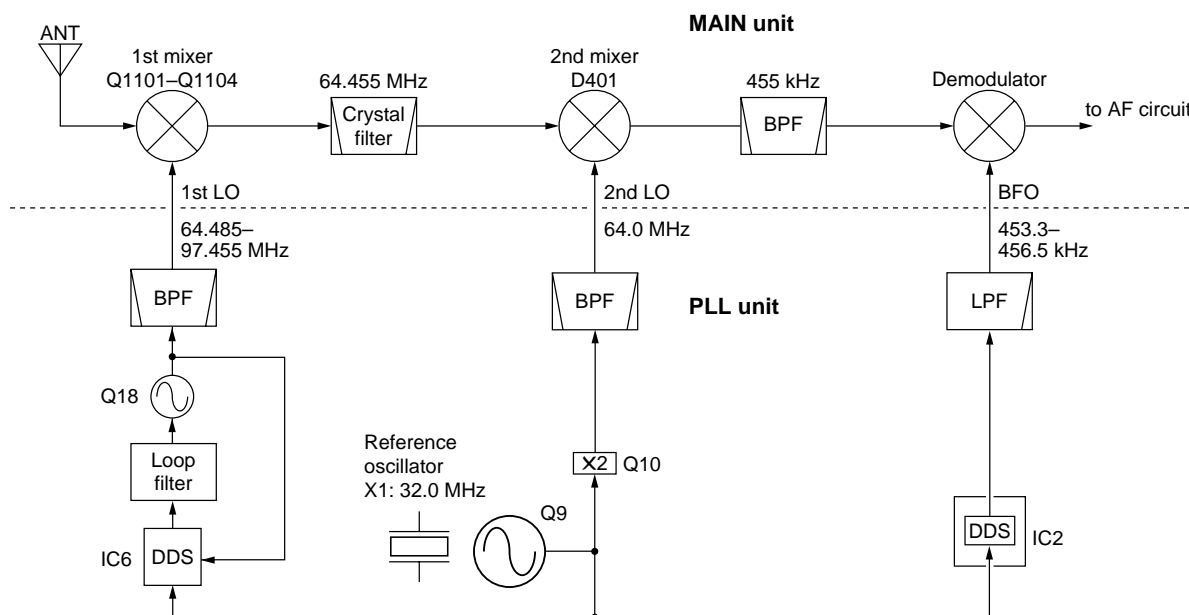 MAIN unit
ANT
1st mixer
Q1101–Q1104
64.455 MHz
Crystal
filter
2nd mixer
D401
455 kHz
BPF
Demodulator
to AF circuit
1st LO
2nd LO
BFO
64.485–
97.455 MHz
64.0 MHz
453.3–
456.5 kHz
BPF
BPF
PLL unit
LPF
Q18
Loop
filter
Reference
oscillator
X1: 32.0 MHz
X2
Q10
Q9
IC6
DDS
DDS
IC2